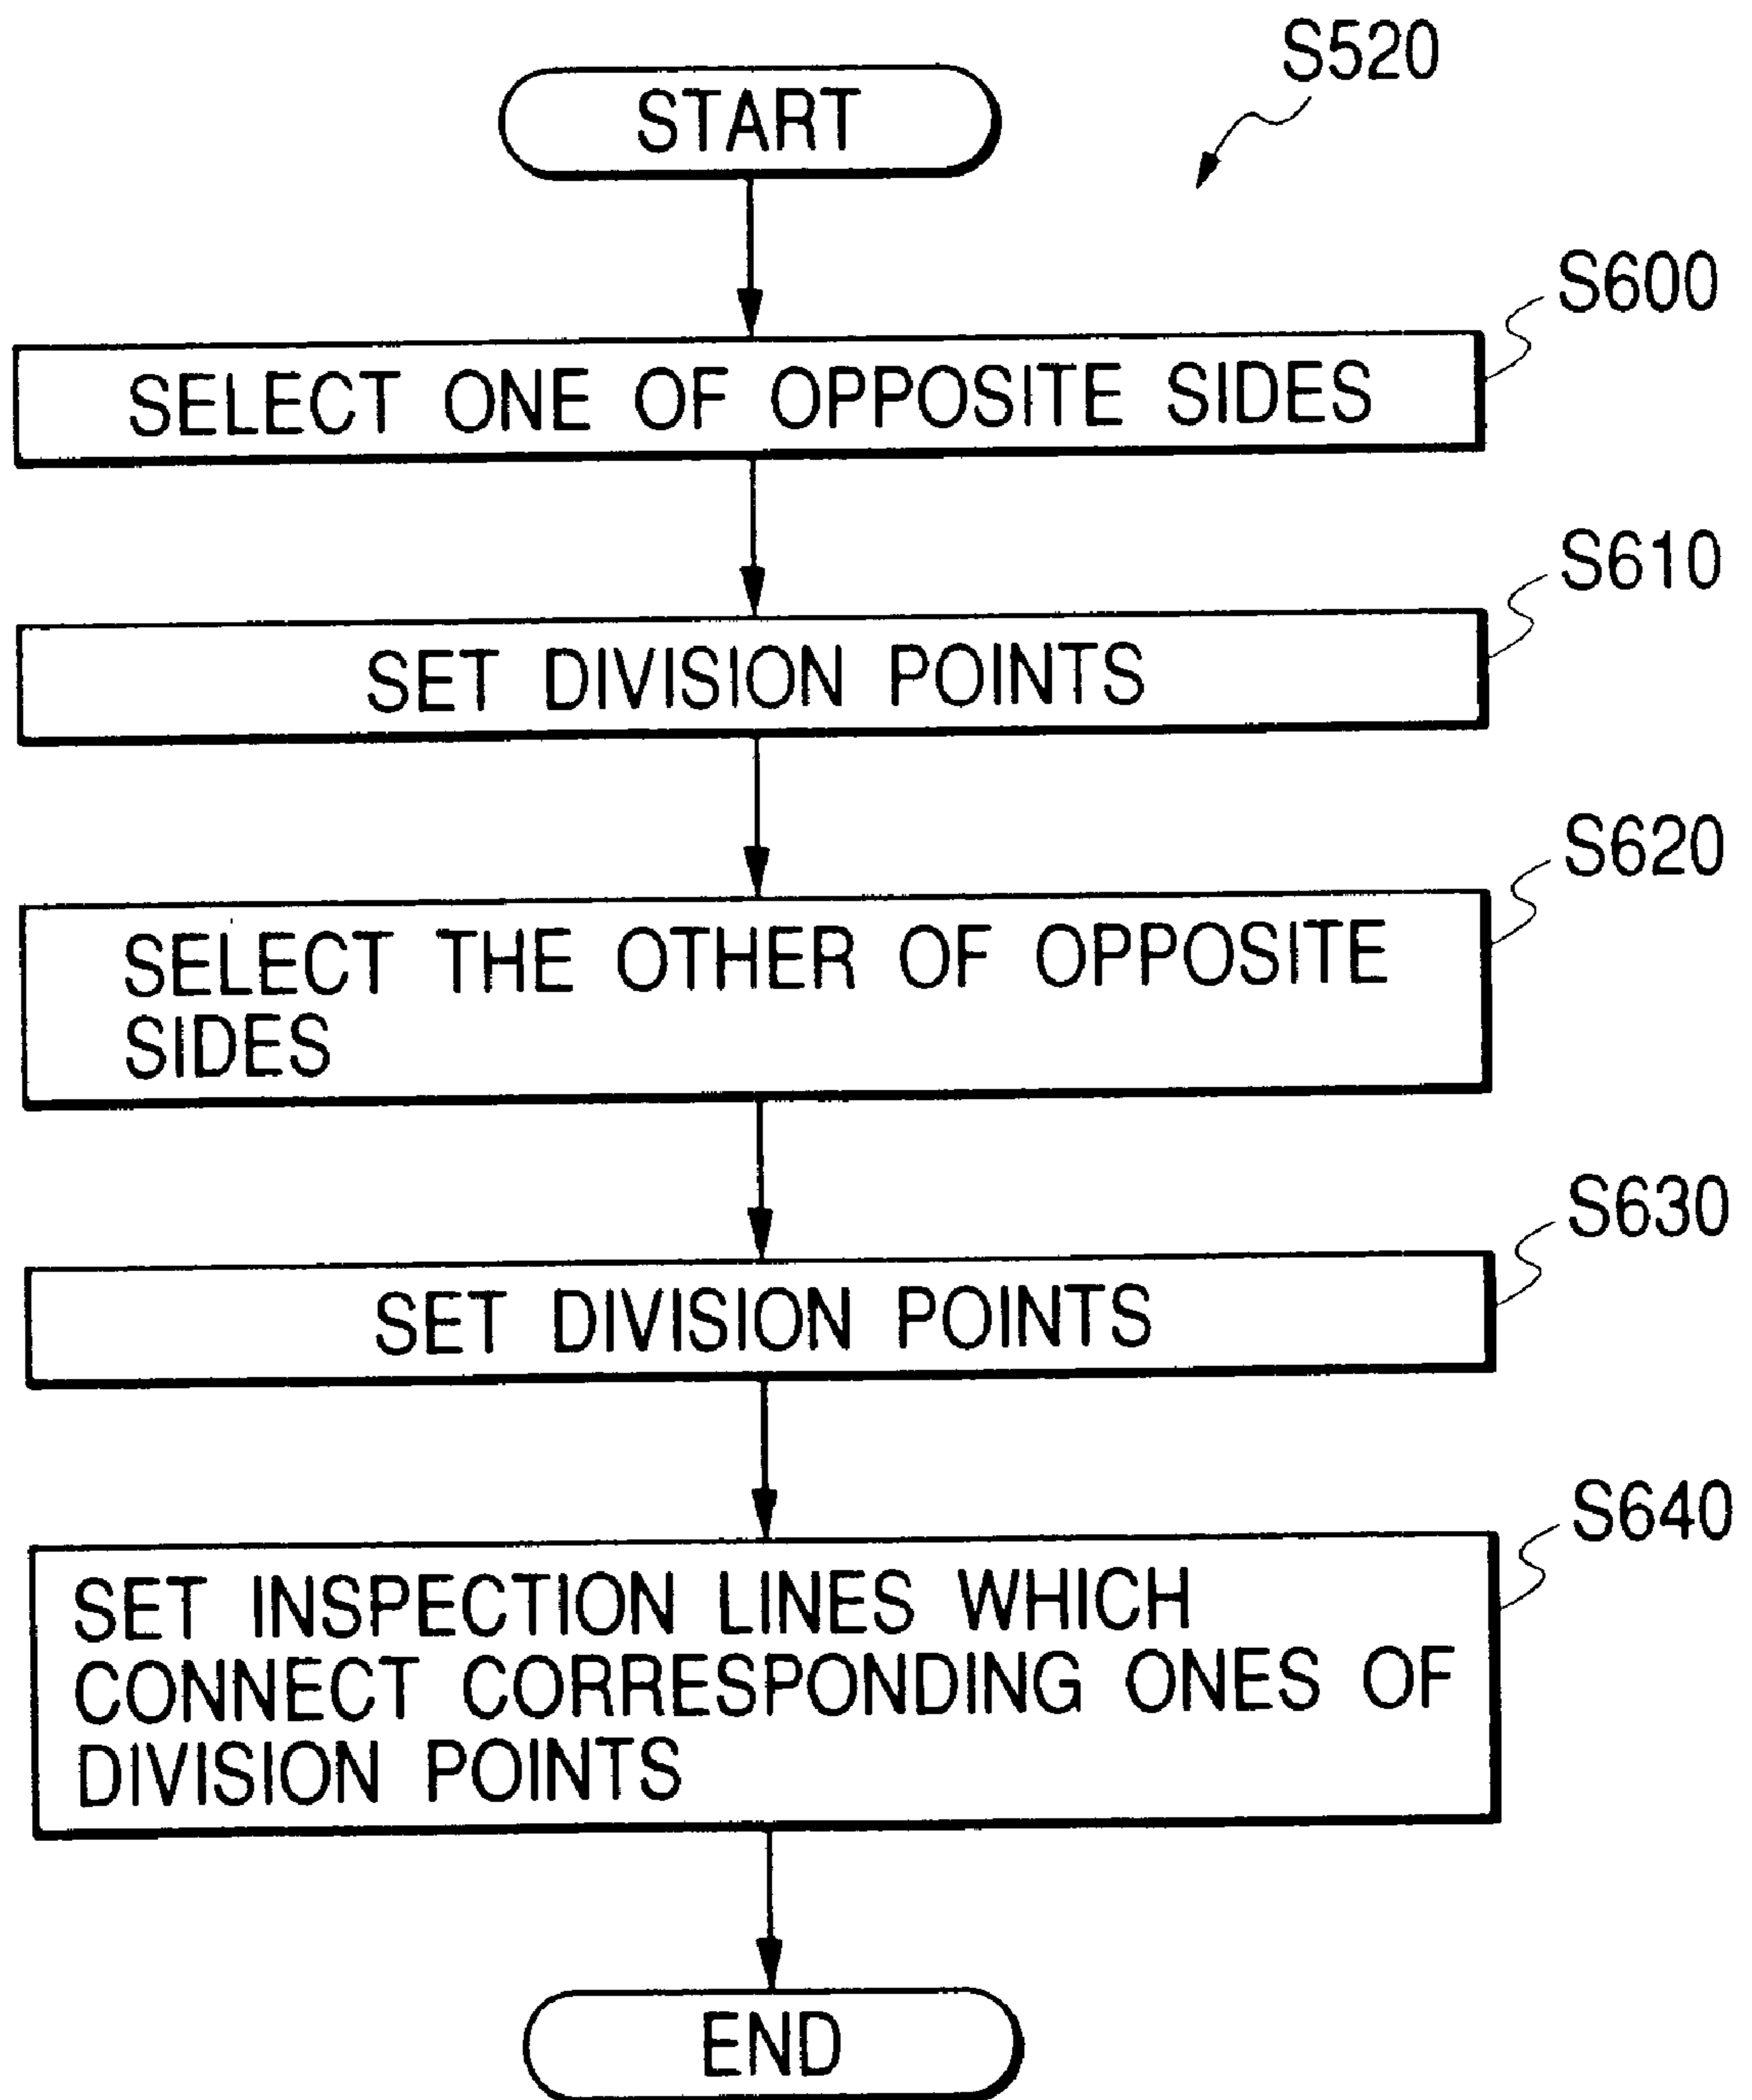 S520
START
S600
SELECT ONE OF OPPOSITE SIDES
S610
SET DIVISION POINTS
S620
SELECT THE OTHER OF OPPOSITE
SIDES
S630
SET DIVISION POINTS
S640
SET INSPECTION LINES WHICH
CONNECT CORRESPONDING ONES OF
DIVISION POINTS
END